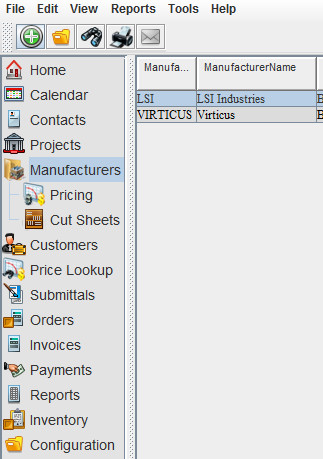 File Edit View Reports Tools Help
Manufa... ManufacturerName
LSI LSI Industries
VIRTICUS Virticus
Home
Calendar
Contacts
Projects
Manufacturers
Pricing
Cut Sheets
Customers
Price Lookup
Submittals
Orders
Invoices
Payments
Reports
Inventory
Configuration